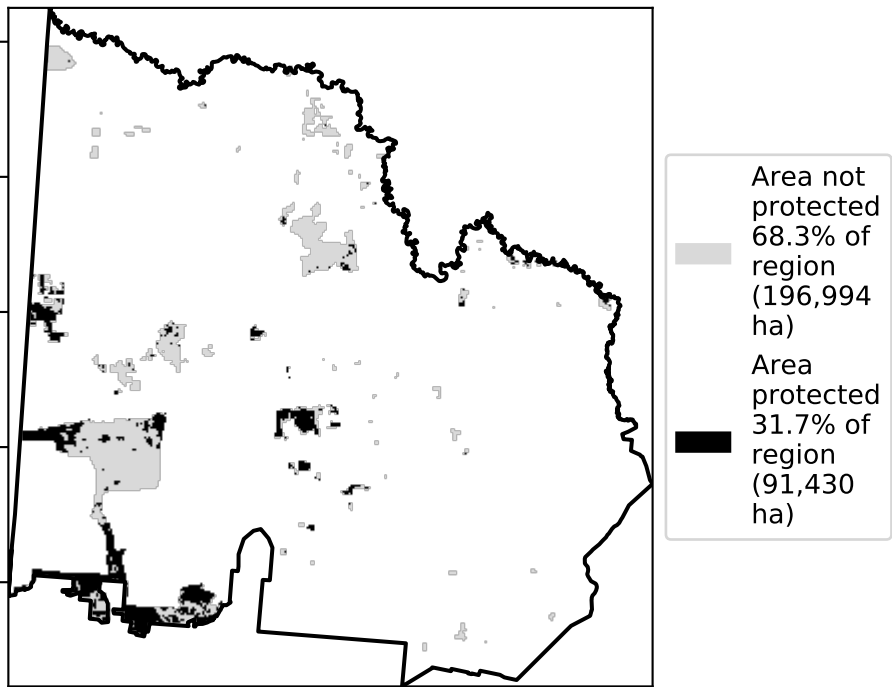 Area not
protected
68.3% of
region
(196,994
ha)
Area
protected
31.7% of
region
(91,430
ha)